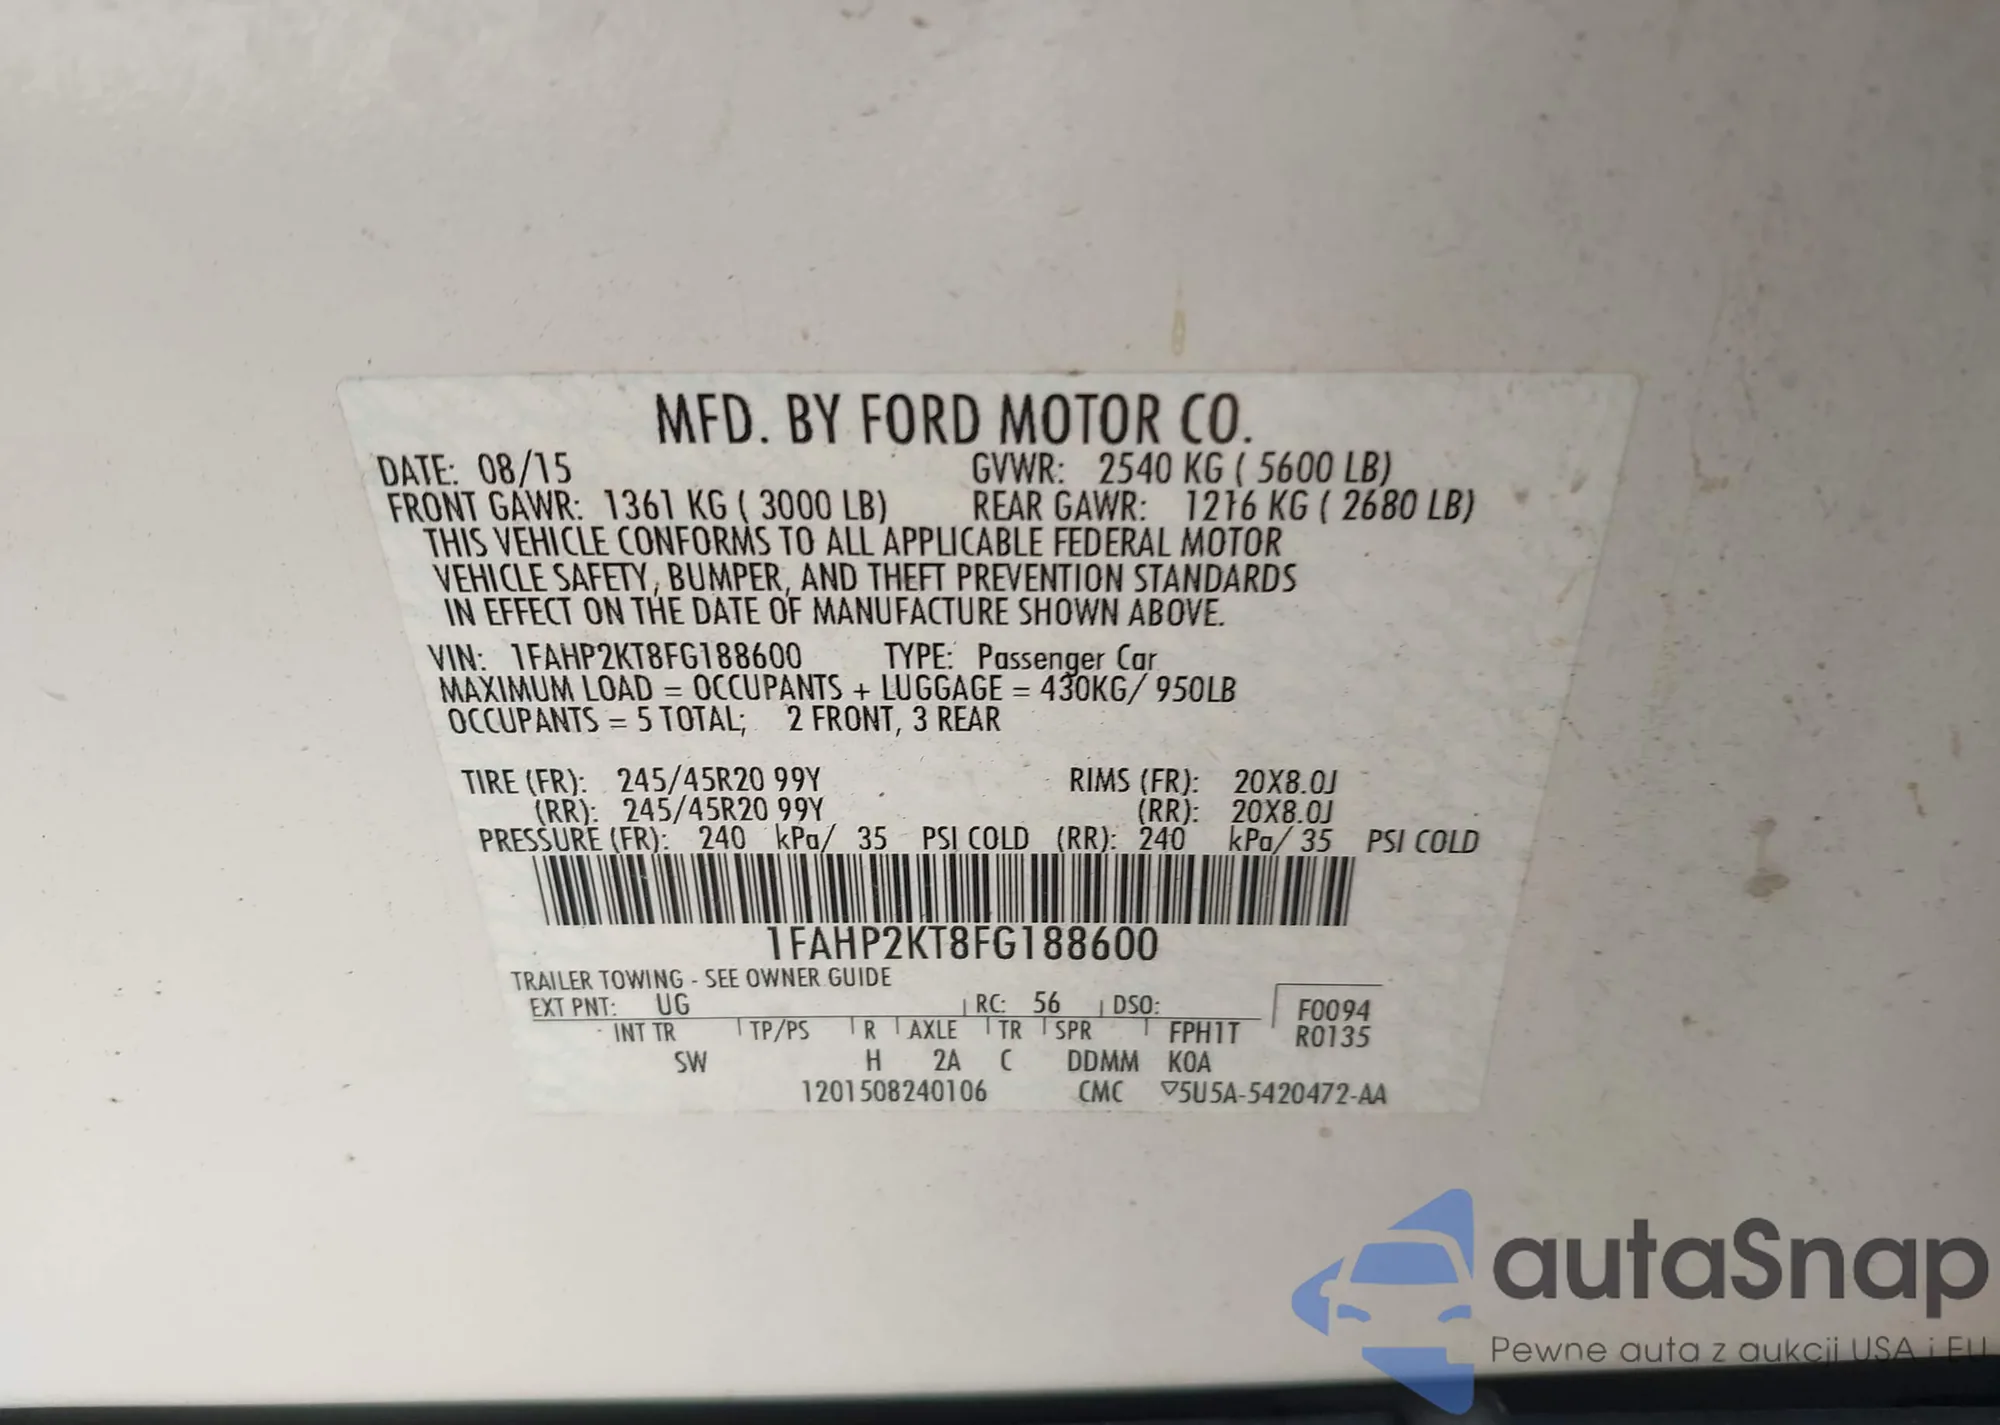 MFD. BY FORD MOTOR CO.
DATE: 08/15 GVWR: 2540 KG ( 5600 LB)
FRONT GAWR: 1361 KG ( 3000 LB) REAR GAWR: 1216 KG ( 2680 LB)
THIS VEHICLE CONFORMS TO ALL APPLICABLE FEDERAL MOTOR
VEHICLE SAFETY, BUMPER, AND THEFT PREVENTION STANDARDS
IN EFFECT ON THE DATE OF MANUFACTURE SHOWN ABOVE.
VIN: 1FAHP2KT8FG188600 TYPE: Passenger Car
MAXIMUM LOAD = OCCUPANTS + LUGGAGE = 430KG/ 950LB
OCCUPANTS = 5 TOTAL; 2 FRONT, 3 REAR
TIRE (FR): 245/45R20 99Y RIMS (FR): 20X8.0J
(RR): 245/45R20 99Y (RR): 20X8.0J
PRESSURE (FR): 240 kPa/ 35 PSI COLD (RR): 240 kPa/ 35 PSI COLD
1FAHP2KT8FG188600
TRAILER TOWING - SEE OWNER GUIDE
EXT PNT: UG RC: 56 DSO: F0094
INT TR TP/PS R AXLE TR SPR FPH1T R0135
SW H 2A C DDMM K0A
1201508240106 CMC ▽5U5A-5420472-AA
autaSnap
Pewne auta z aukcji USA i EU